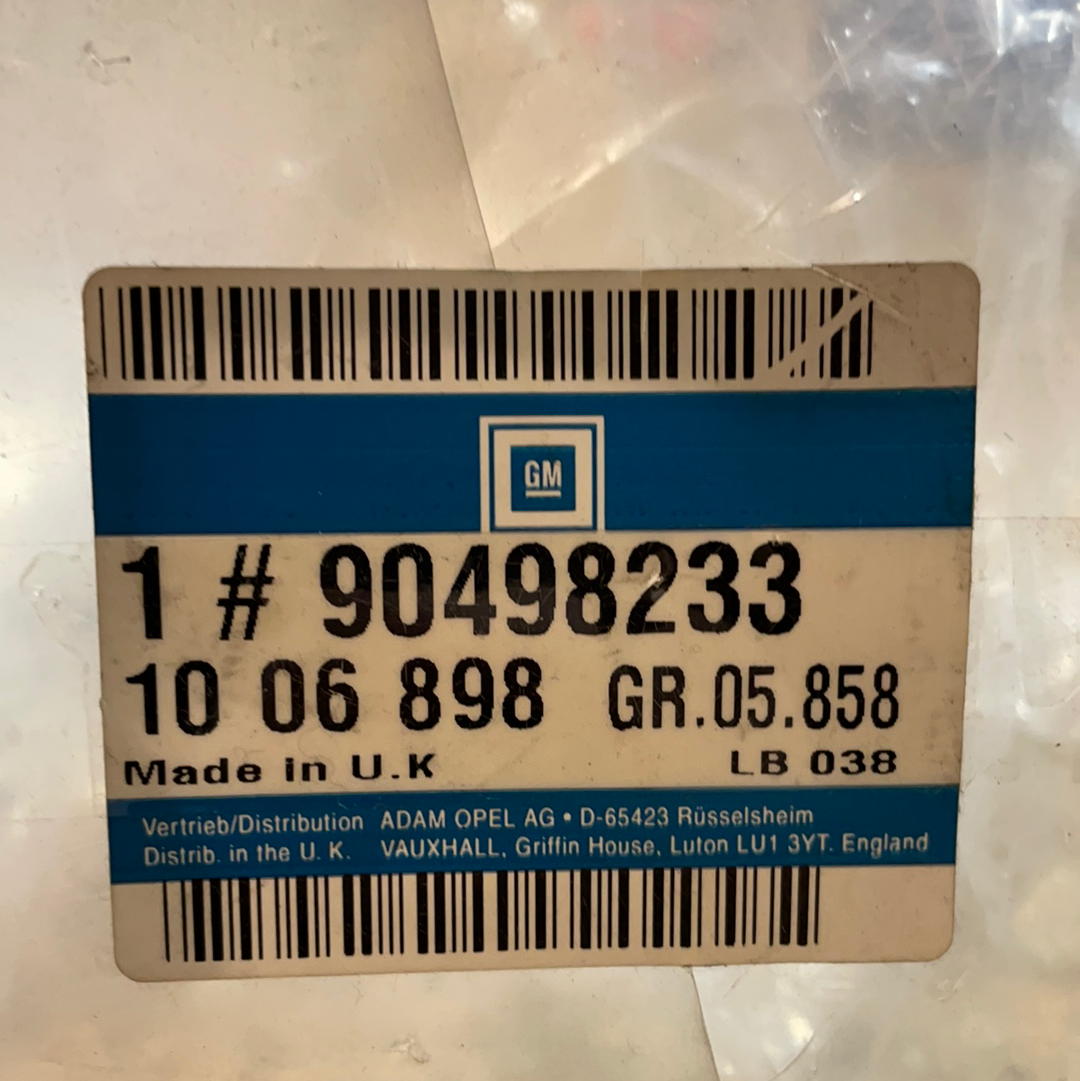 GM
1 # 90498233
10 06 898 GR.05.858
Made in U.K LB 038
Vertrieb/Distribution ADAM OPEL AG • D-65423 Rüsselsheim
Distrib. in the U. K. VAUXHALL, Griffin House, Luton LU1 3YT. England